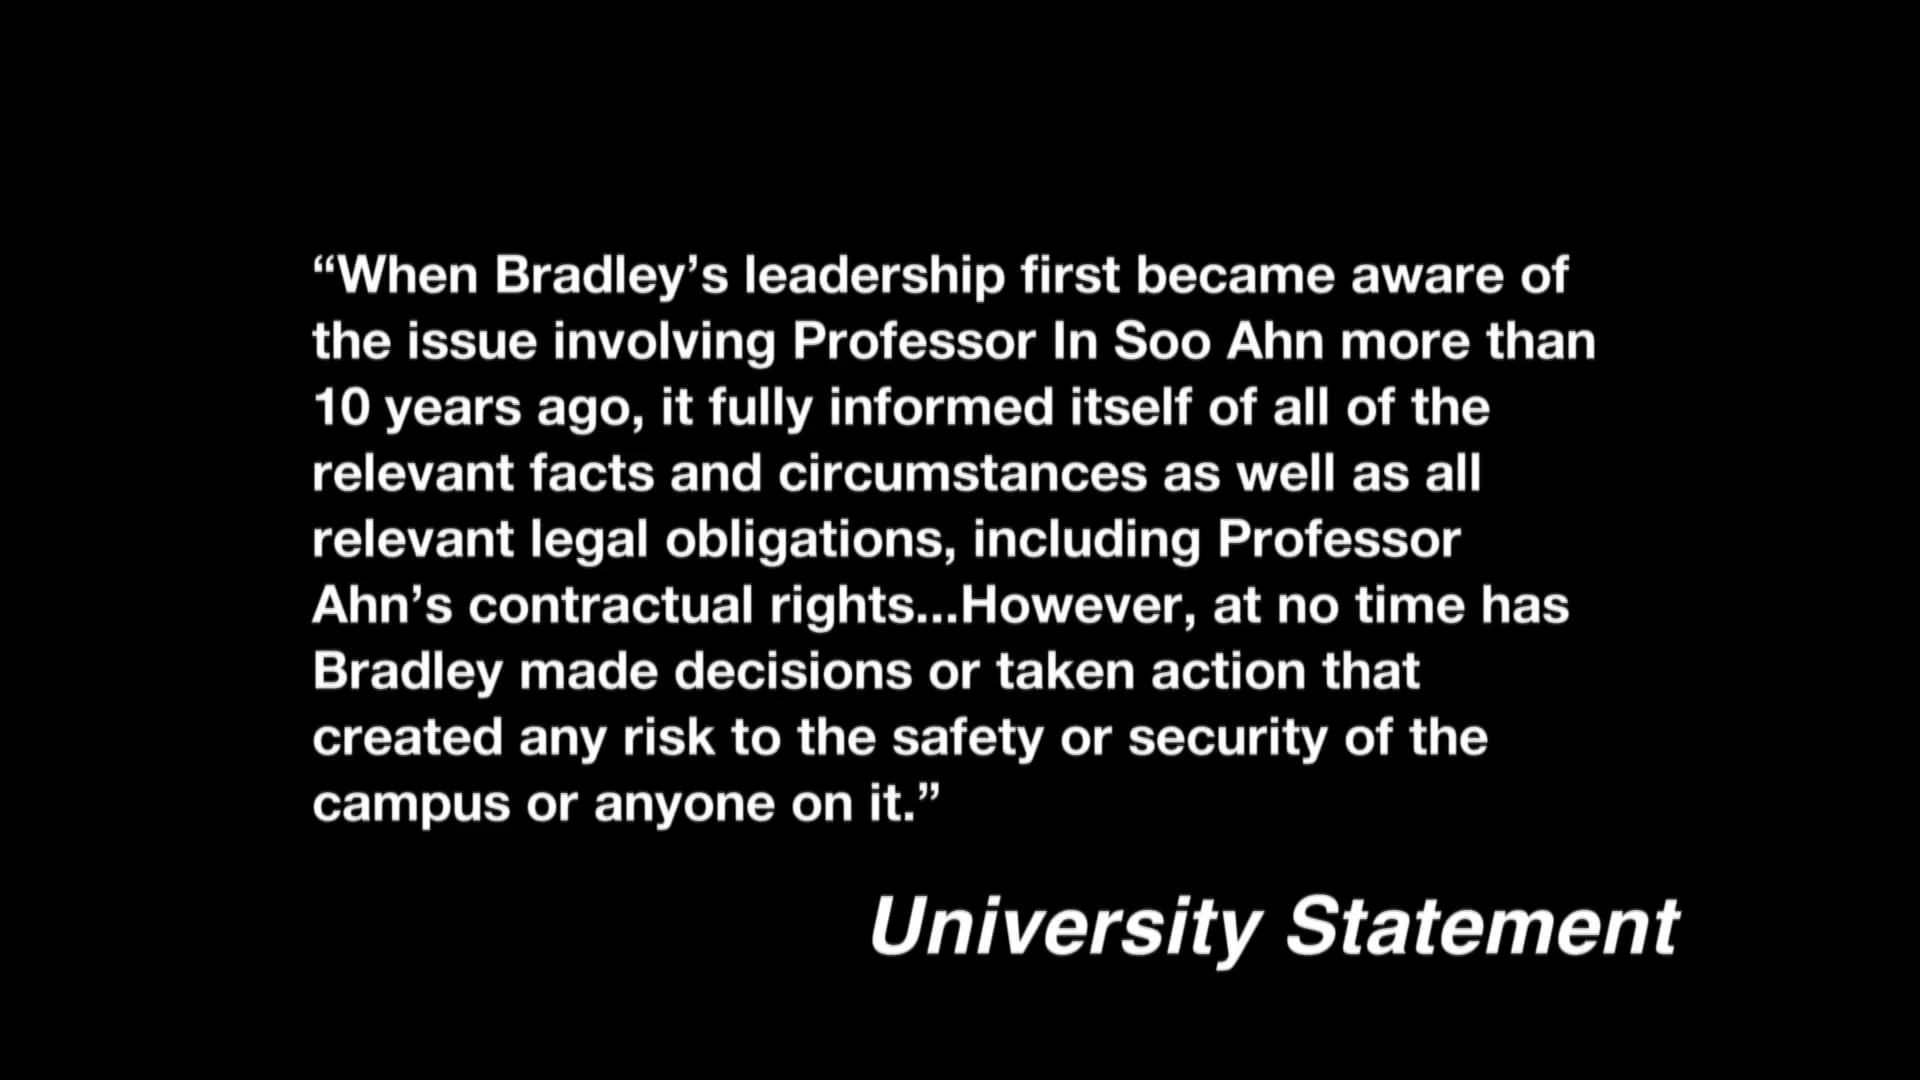 “When Bradley’s leadership first became aware of
the issue involving Professor In Soo Ahn more than
10 years ago, it fully informed itself of all of the
relevant facts and circumstances as well as all
relevant legal obligations, including Professor
Ahn’s contractual rights...However, at no time has
Bradley made decisions or taken action that
created any risk to the safety or security of the
campus or anyone on it.”
University Statement